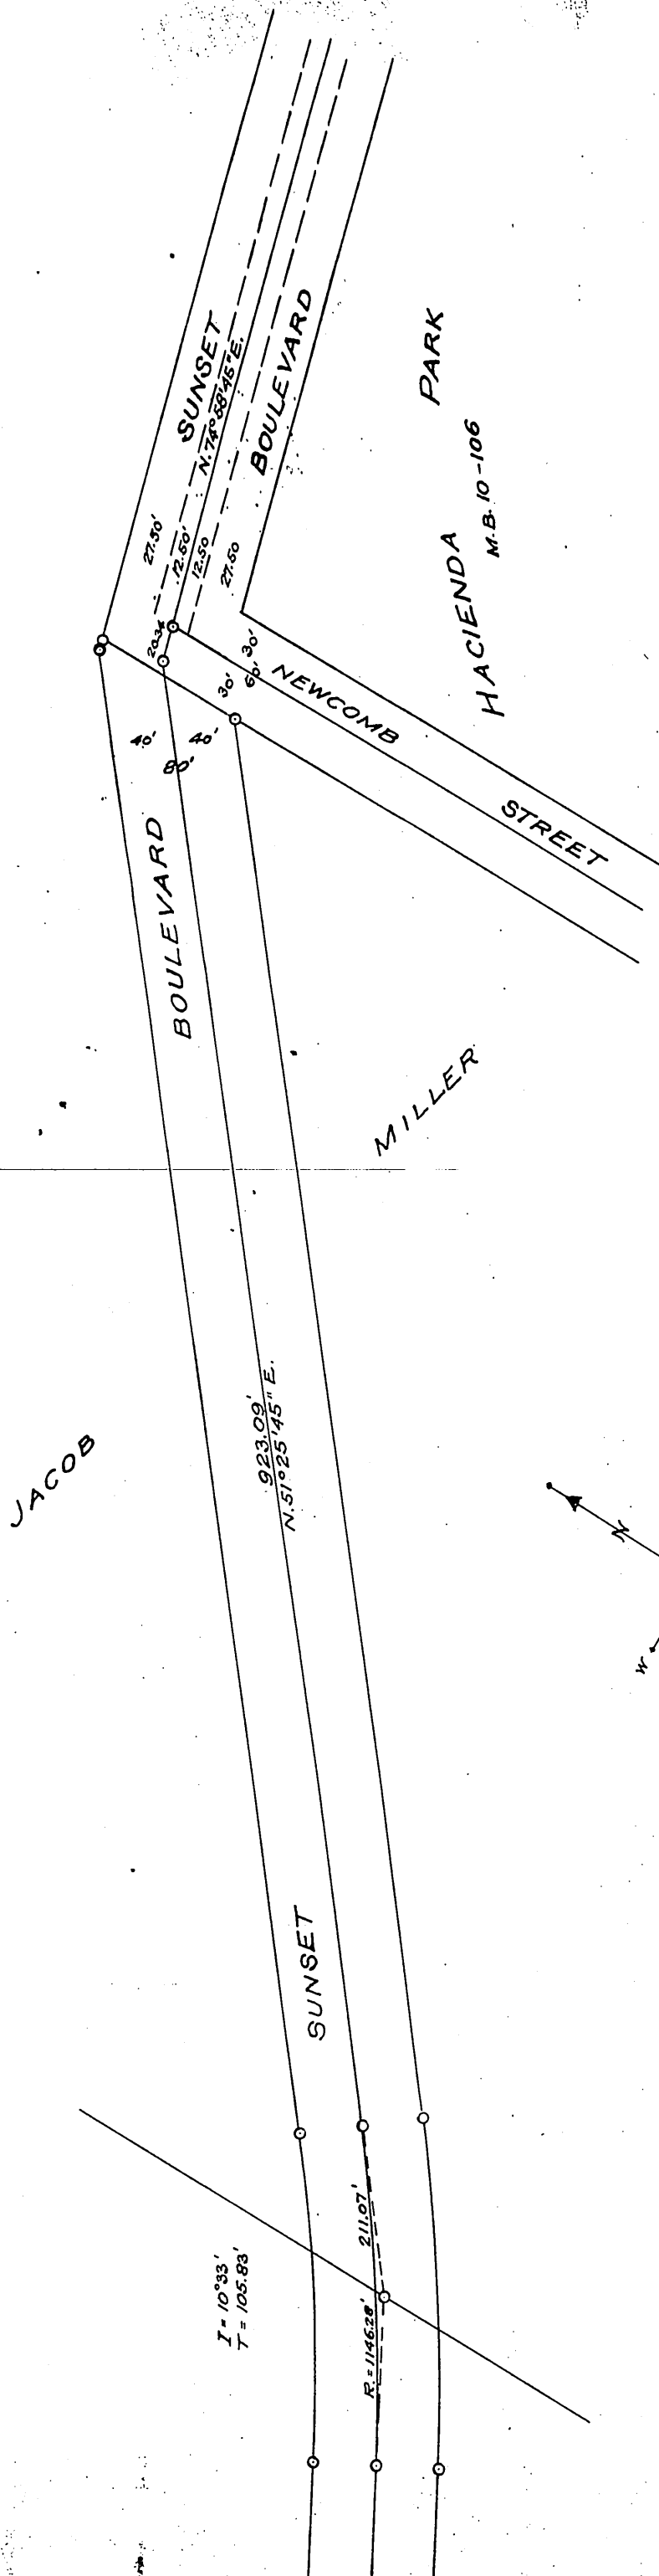 SUNSET
BOULEVARD
N.74°58'45"E.
27.50'
12.50'
12.50
27.50
20.34
30'
60'
30'
NEWCOMB
STREET
PARK
HACIENDA
M.B. 10-106
40'
40'
80'
BOULEVARD
MILLER
923.09'
N.51°25'45"E.
JACOB
N
W
SUNSET
211.07'
R.=1146.28'
I=10°33'
T=105.83'